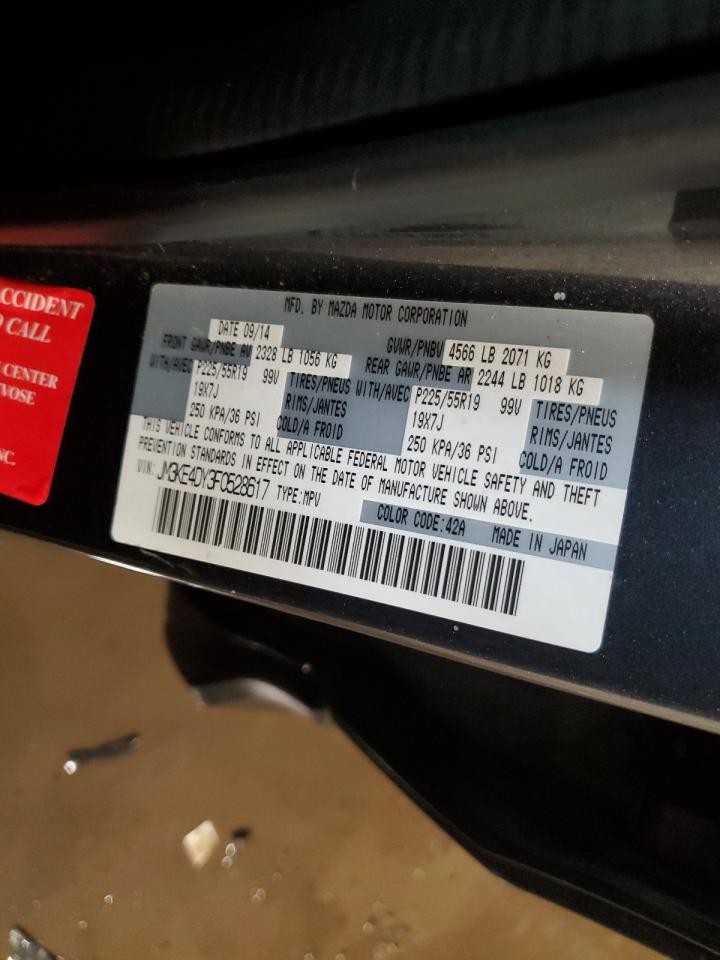 CCIDENT
CALL
CENTER
VOSE
NC.
MFD. BY MAZDA MOTOR CORPORATION
DATE 09/14 GVWR/PNBV 4566 LB 2071 KG
FRONT GAWR/PNBE AV 2328 LB 1056 KG REAR GAWR/PNBE AR 2244 LB 1018 KG
WITH/AVEC P225/55R19 99V TIRES/PNEUS WITH/AVEC P225/55R19 99V TIRES/PNEUS
19X7J RIMS/JANTES 19X7J RIMS/JANTES
250 KPA/36 PSI COLD/A FROID 250 KPA/36 PSI COLD/A FROID
THIS VEHICLE CONFORMS TO ALL APPLICABLE FEDERAL MOTOR VEHICLE SAFETY AND THEFT
PREVENTION STANDARDS IN EFFECT ON THE DATE OF MANUFACTURE SHOWN ABOVE.
VIN: JM3KE4DY3F0528617 TYPE:MPV
COLOR CODE:42A MADE IN JAPAN